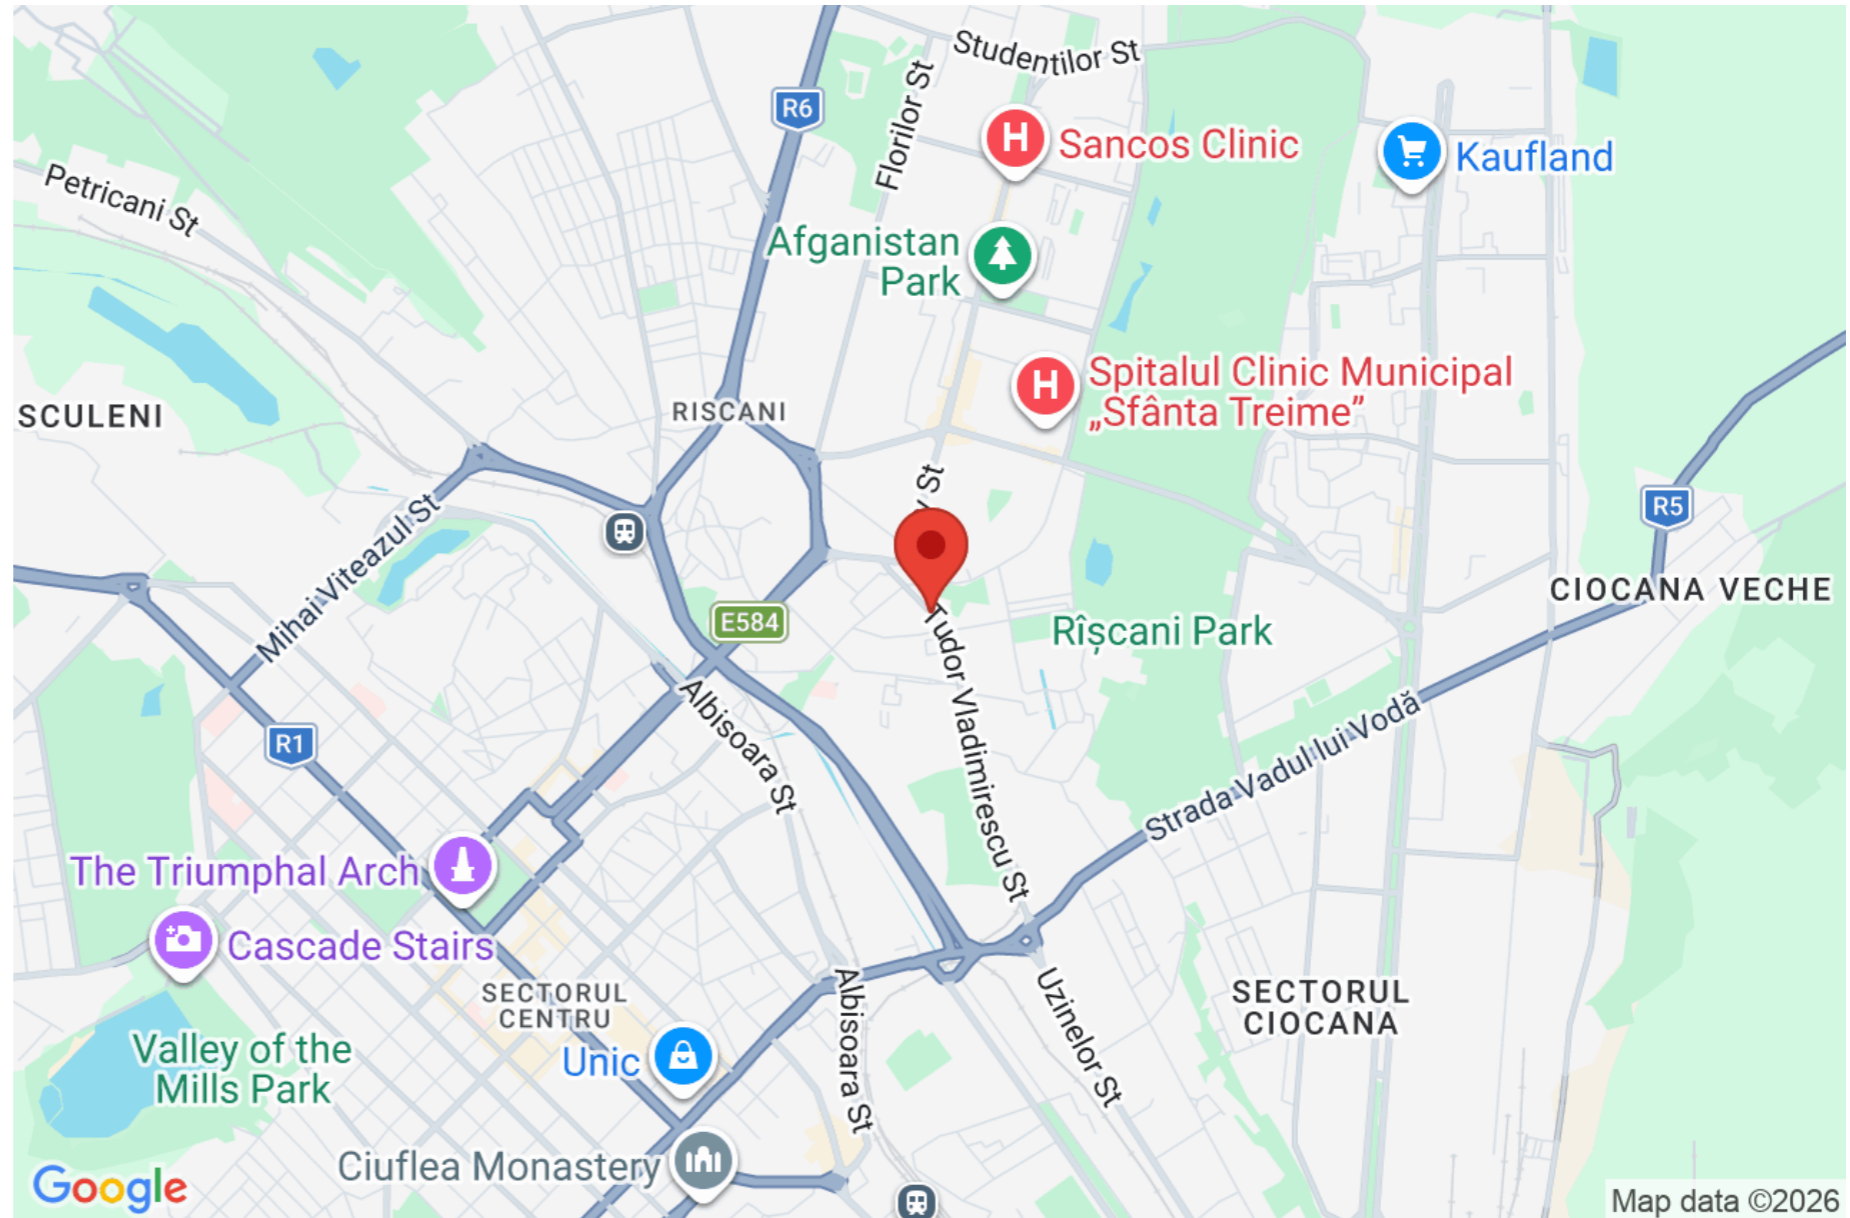 Studentilor St
R6
Florilor St
H
Sancos Clinic
Kaufland
Petricani St
Afganistan
Park
H
Spitalul Clinic Municipal
„Sfânta Treime”
SCULENI
RISCANI
St
R5
Mihai Viteazul St
CIOCANA VECHE
E584
Rîșcani Park
Tudor Vladimirescu St
Albisoara St
R1
Strada Vadul lui Vodă
The Triumphal Arch
Cascade Stairs
SECTORUL
CENTRU
Albisoara St
Uzinelor St
SECTORUL
CIOCANA
Valley of the
Mills Park
Unic
Ciuflea Monastery
Google
Map data ©2026